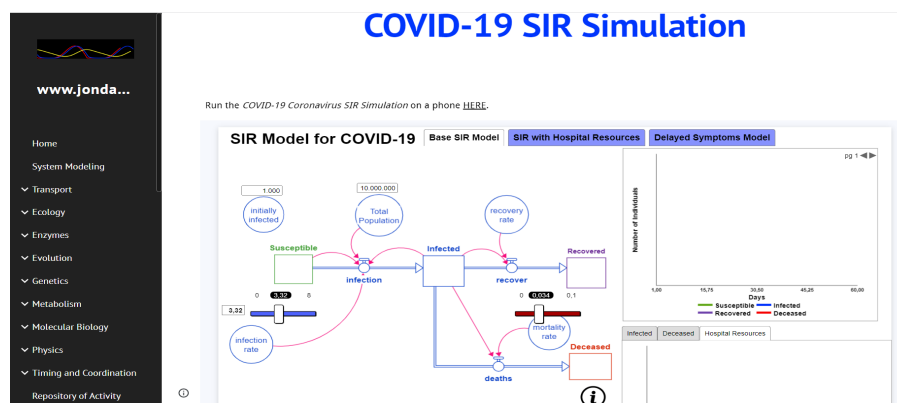 COVID-19 SIR Simulation
www.jonda...
Home
System Modeling
Transport
Ecology
Enzymes
Evolution
Genetics
Metabolism
Molecular Biology
Physics
Timing and Coordination
Repository of Activity
Run the COVID-19 Coronavirus SIR Simulation on a phone HERE.
SIR Model for COVID-19 Base SIR Model SIR with Hospital Resources Delayed Symptoms Model
1.000
initially
infected
10.000.000
Total
Population
recovery
rate
Susceptible
infection
Infected
recover
Recovered
0 3,32 8
3,32
infection
rate
0 0,034 0,1
mortality
rate
Deceased
deaths
pg 1
Number of Individuals
1,00 15,75 30,50 45,25 60,00
Days
Susceptible Infected
Recovered Deceased
Infected Deceased Hospital Resources